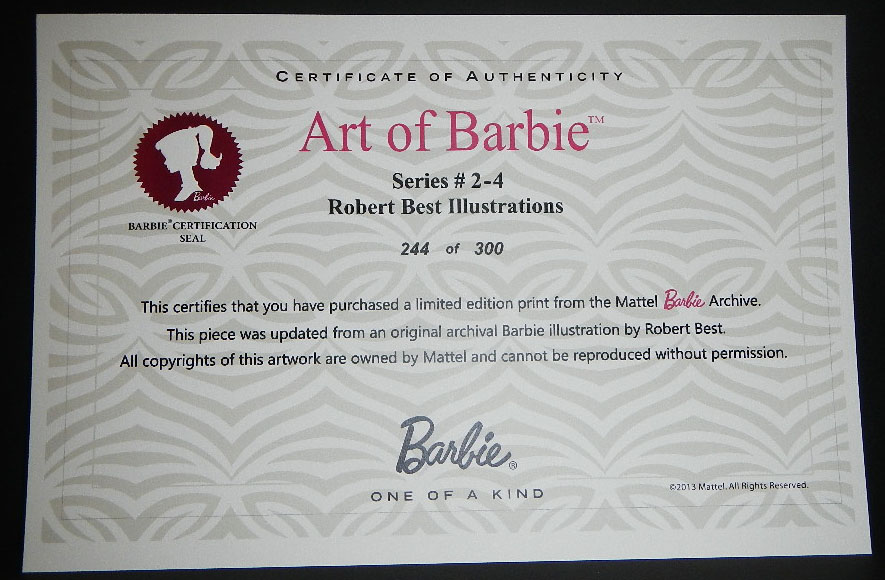 CERTIFICATE OF AUTHENTICITY
Art of Barbie™
Series # 2-4
Robert Best Illustrations
244 of 300
Barbie
BARBIE® CERTIFICATION
SEAL
This certifies that you have purchased a limited edition print from the Mattel Barbie Archive.
This piece was updated from an original archival Barbie illustration by Robert Best.
All copyrights of this artwork are owned by Mattel and cannot be reproduced without permission.
Barbie®
ONE OF A KIND
©2013 Mattel. All Rights Reserved.